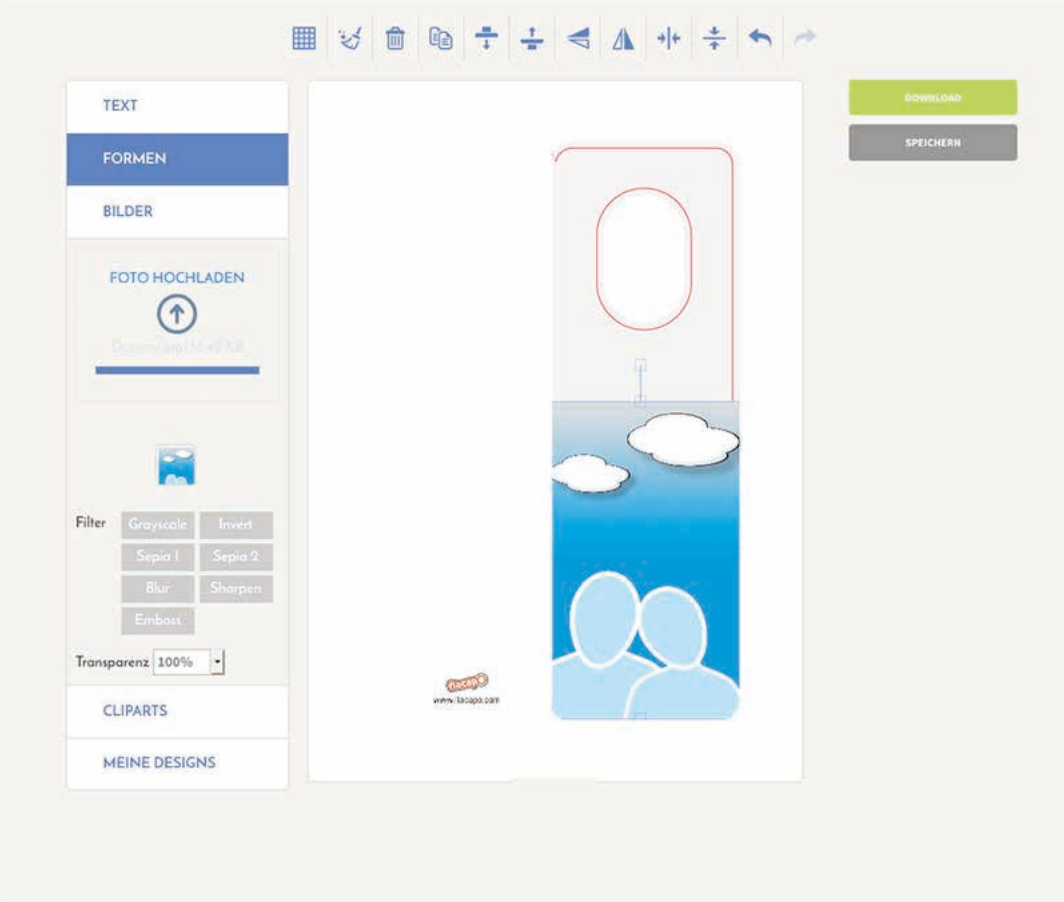 TEXT
FORMEN
BILDER
FOTO HOCHLADEN
Filter
Grayscale Invert
Sepia 1 Sepia 2
Blur Sharpen
Emboss
Transparenz 100%
CLIPARTS
MEINE DESIGNS
flacapo
www.flacapo.com
DOWNLOAD
SPEICHERN